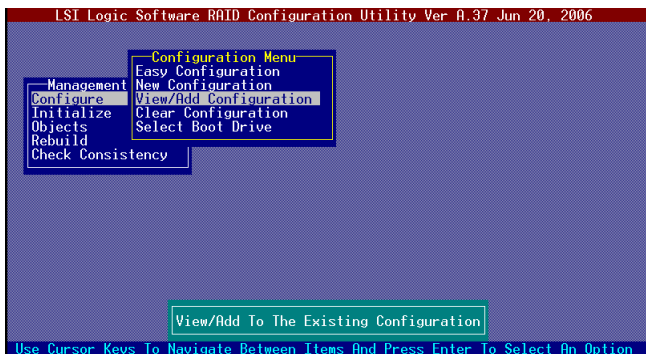 LSI Logic Software RAID Configuration Utility Ver A.37 Jun 20, 2006
Configuration Menu
Easy Configuration
New Configuration
View/Add Configuration
Clear Configuration
Select Boot Drive
Management
Configure
Initialize
Objects
Rebuild
Check Consistency
View/Add To The Existing Configuration
Use Cursor Keys To Navigate Between Items And Press Enter To Select An Option